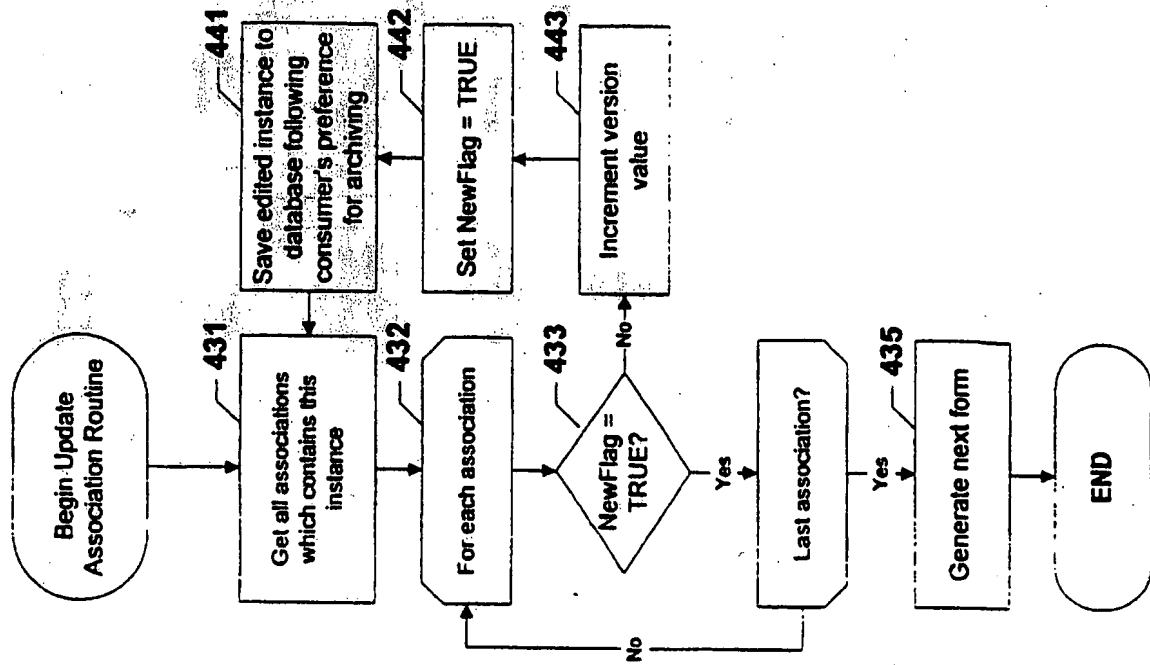 Begin Update
Association Routine
431
Get all associations
which contains this
instance
432
For each association
433
NewFlag =
TRUE?
No
Yes
Last association?
No
Yes
435
Generate next form
END
441
Save edited instance to
database following
consumer's preference
for archiving
442
Set NewFlag = TRUE
443
Increment version
value